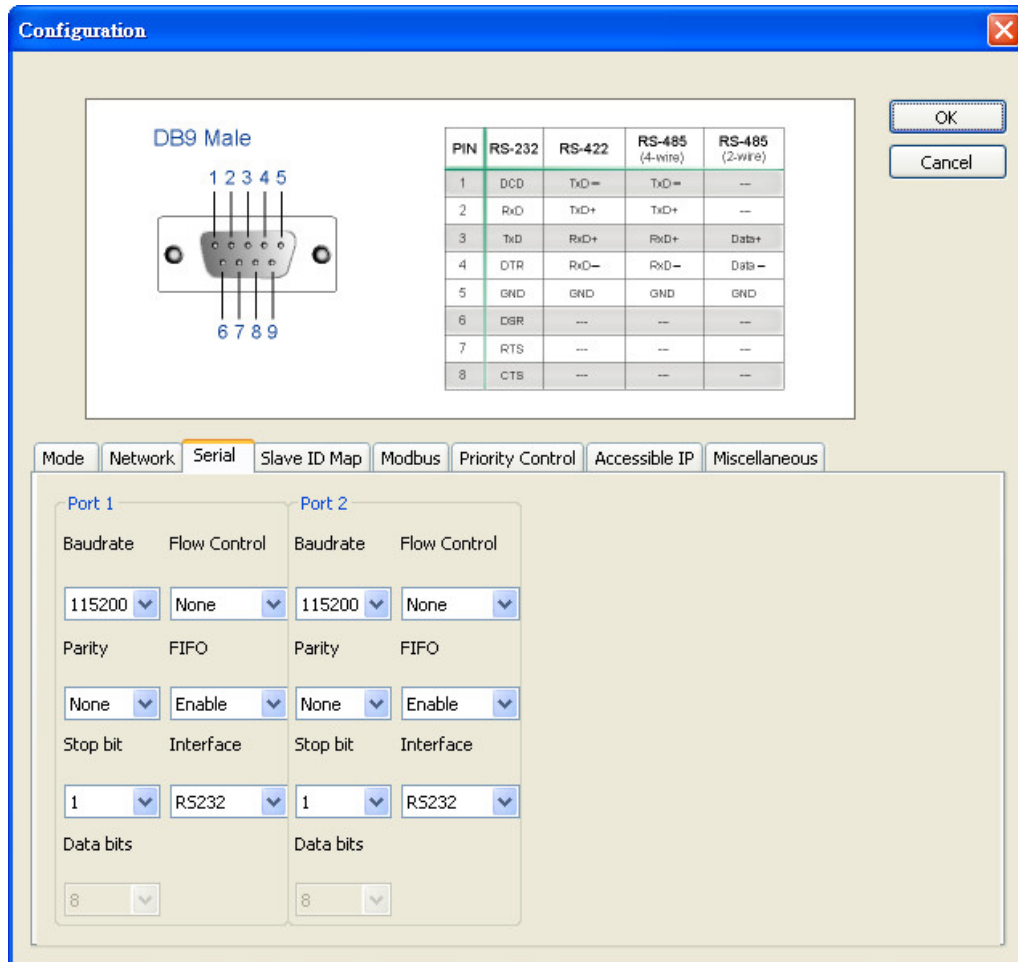 Configuration
OK
Cancel
DB9 Male
1 2 3 4 5
6 7 8 9
PIN RS-232 RS-422 RS-485 (4-wire) RS-485 (2-wire)
1 DCD TxD− TxD− ---
2 RxD TxD+ TxD+ ---
3 TxD RxD+ RxD+ Data+
4 DTR RxD− RxD− Data−
5 GND GND GND GND
6 DSR --- --- ---
7 RTS --- --- ---
8 CTS --- --- ---
Mode Network Serial Slave ID Map Modbus Priority Control Accessible IP Miscellaneous
Port 1 Port 2
Baudrate Flow Control Baudrate Flow Control
115200 None 115200 None
Parity FIFO Parity FIFO
None Enable None Enable
Stop bit Interface Stop bit Interface
1 RS232 1 RS232
Data bits Data bits
8 8